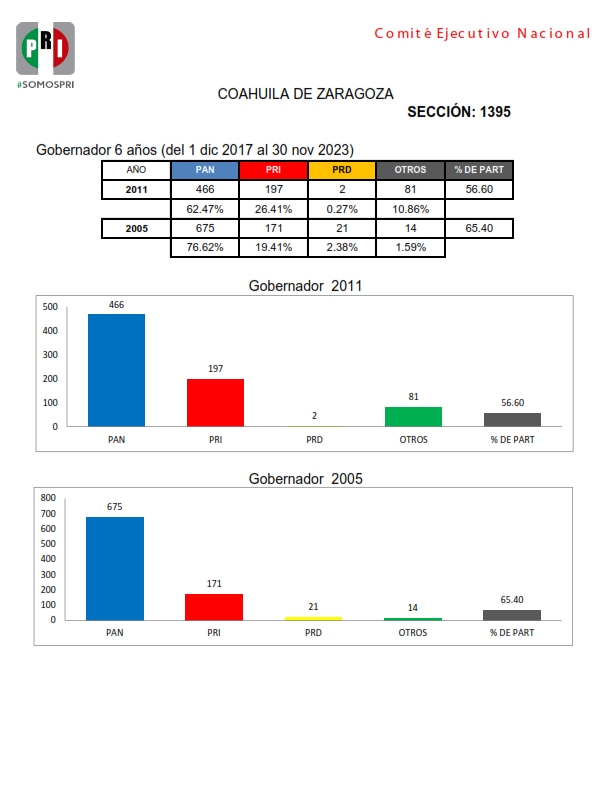 PRI
#SOMOSPRI
Comité Ejecutivo Nacional
COAHUILA DE ZARAGOZA
SECCIÓN: 1395
Gobernador 6 años (del 1 dic 2017 al 30 nov 2023)
AÑO PAN PRI PRD OTROS % DE PART
2011 466 197 2 81 56.60
62.47% 26.41% 0.27% 10.86%
2005 675 171 21 14 65.40
76.62% 19.41% 2.38% 1.59%
Gobernador 2011
500
466
400
300
197
200
81
56.60
100
2
0
PAN PRI PRD OTROS % DE PART
Gobernador 2005
800
675
700
600
500
400
300
171
200
65.40
100
21
14
0
PAN PRI PRD OTROS % DE PART